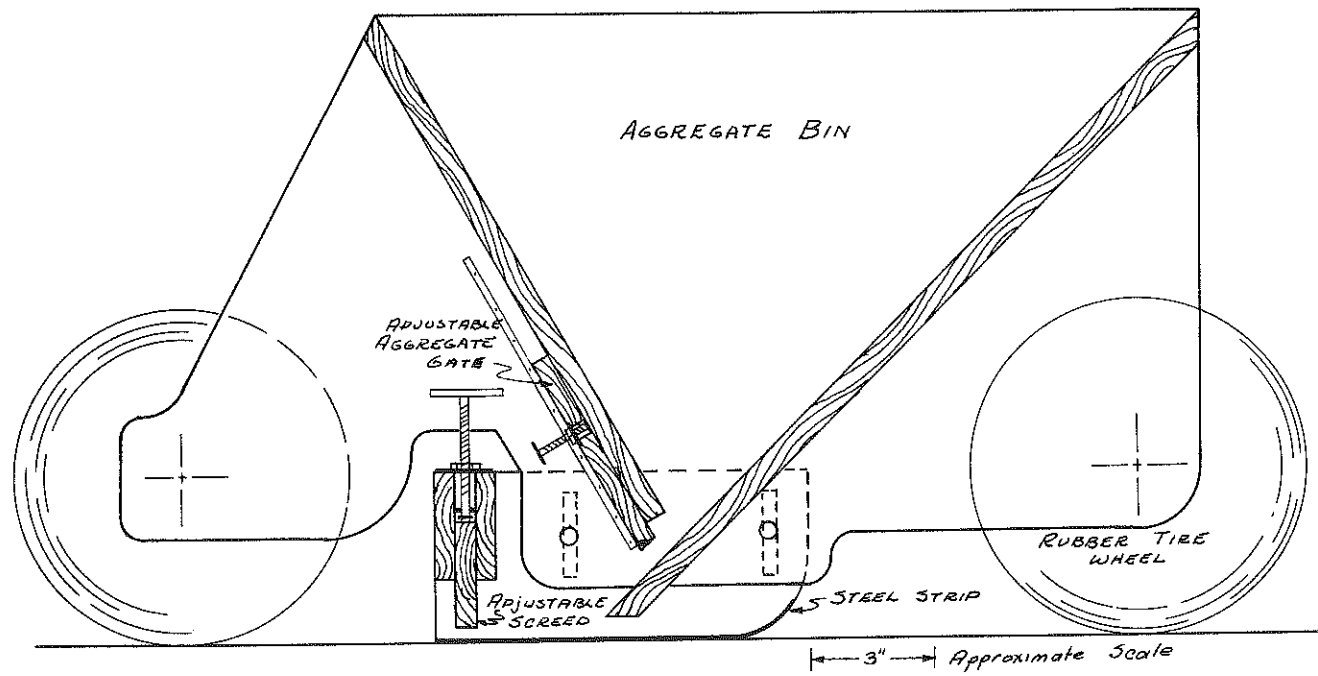 AGGREGATE BIN
ADJUSTABLE
AGGREGATE
GATE
RUBBER TIRE
WHEEL
ADJUSTABLE
SCREED
STEEL STRIP
3" Approximate Scale